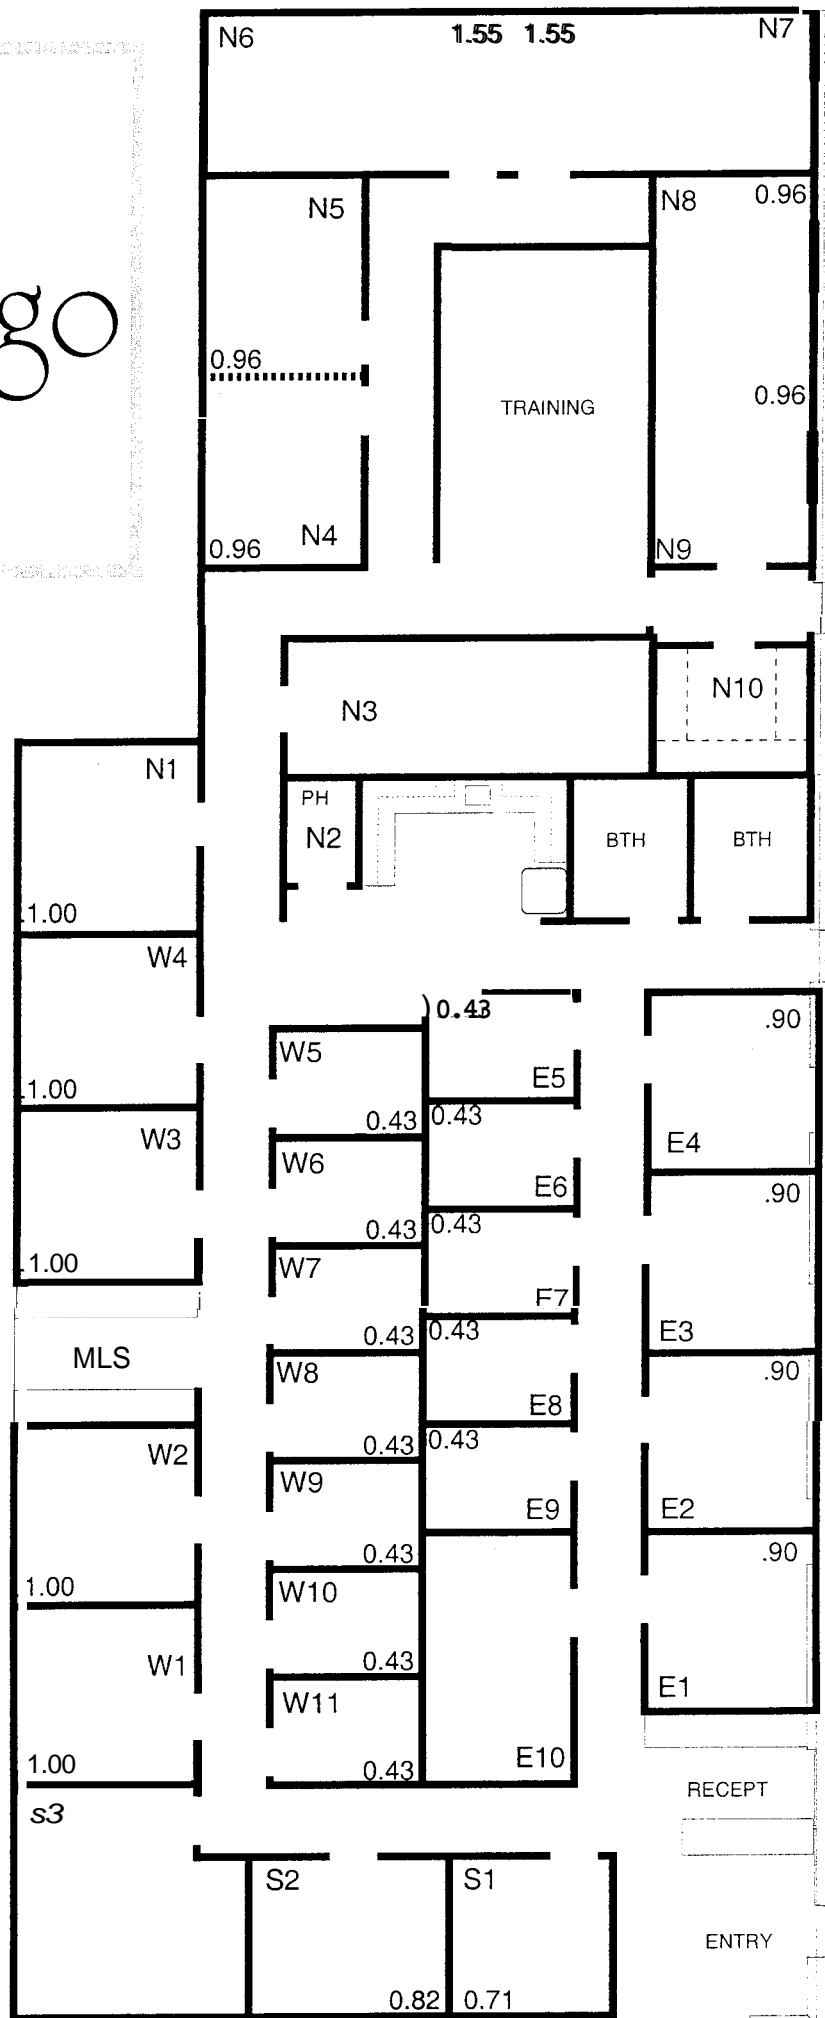 N6 1.55 1.55 N7
N5 N8 0.96
go
0.96 0.96
TRAINING
0.96 N4 N9
N10
N3
N1
PH
N2 BTH BTH
1.00
W4
)0.43 .90
W5 E5
1.00 0.43 0.43
W3 E4
W6 E6 .90
0.43 0.43
1.00 W7 F7
0.43 0.43 E3
MLS W8 .90
E8
W2 0.43 0.43
W9 E9 E2
0.43 .90
1.00 W10
W1 0.43 E1
W11
1.00 0.43 E10
s3 RECEPT
S2 S1
ENTRY
0.82 0.71